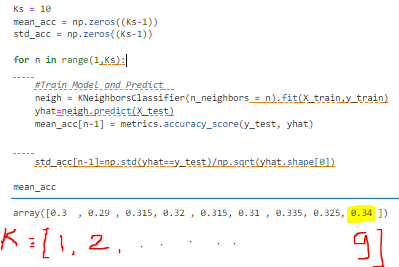 Ks = 10
mean_acc = np.zeros((Ks-1))
std_acc = np.zeros((Ks-1))
for n in range(1,Ks):
#Train Model and Predict
neigh = KNeighborsClassifier(n_neighbors = n).fit(X_train,y_train)
yhat=neigh.predict(X_test)
mean_acc[n-1] = metrics.accuracy_score(y_test, yhat)
std_acc[n-1]=np.std(yhat==y_test)/np.sqrt(yhat.shape[0])
mean_acc
array([0.3 , 0.29 , 0.315, 0.32 , 0.315, 0.31 , 0.335, 0.325, 0.34 ])
K = [1, 2, . . . . . 9]